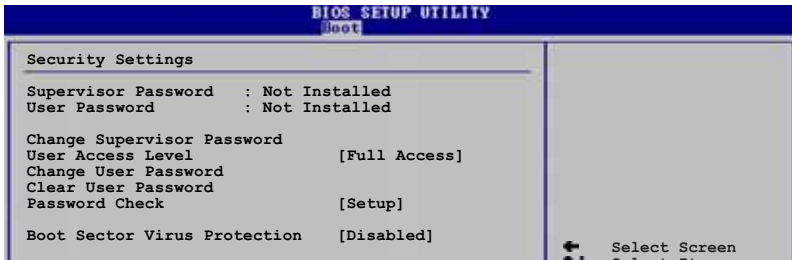 BIOS SETUP UTILITY
Boot
Security Settings
Supervisor Password : Not Installed
User Password : Not Installed
Change Supervisor Password
User Access Level [Full Access]
Change User Password
Clear User Password
Password Check [Setup]
Boot Sector Virus Protection [Disabled]
Select Screen